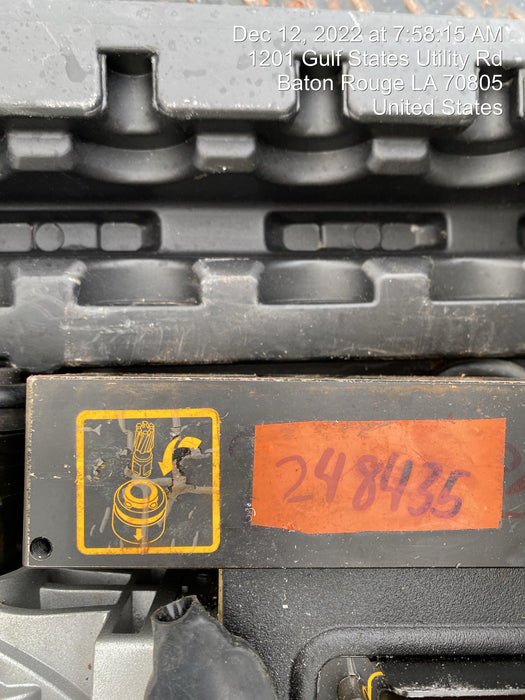 Dec 12, 2022 at 7:58:15 AM
1201 Gulf States Utility Rd
Baton Rouge LA 70805
United States
248435